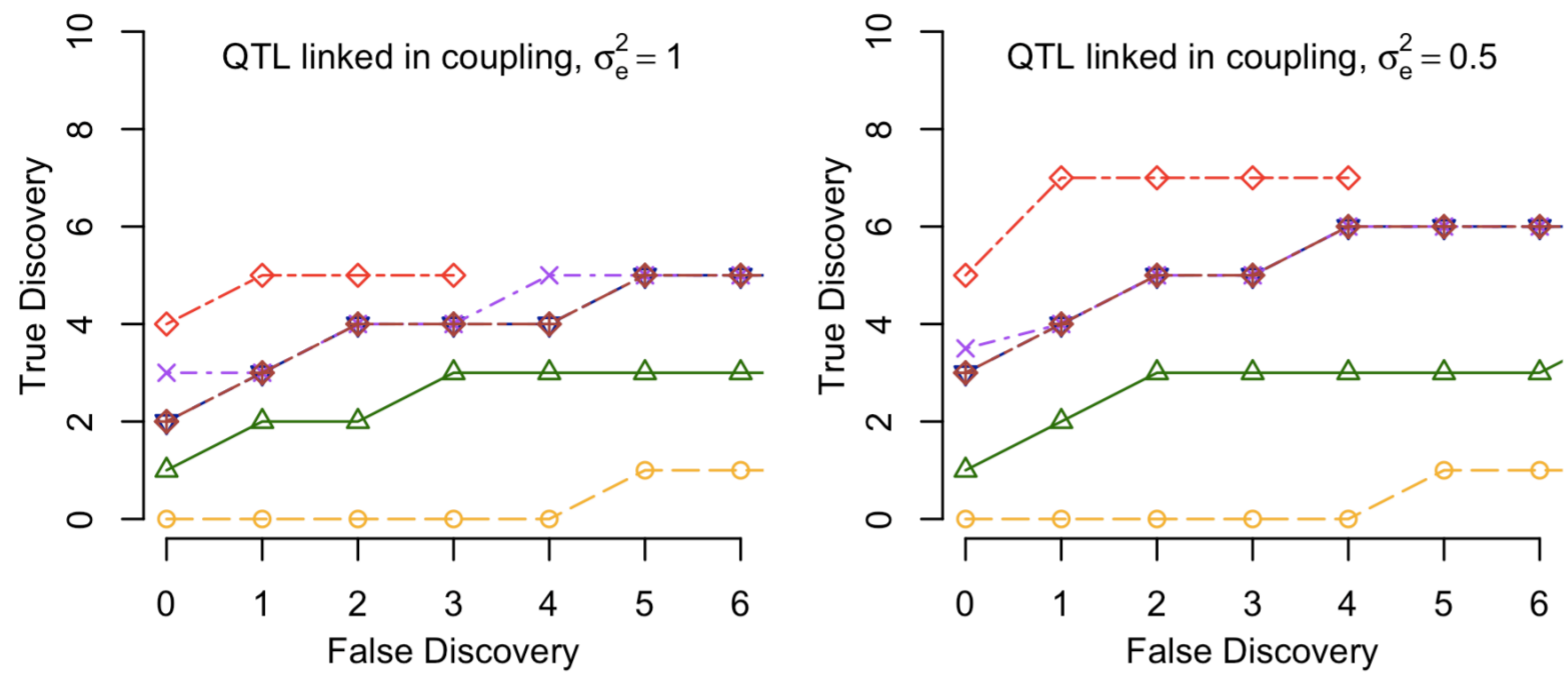 QTL linked in coupling, σ²ₑ = 1
True Discovery
10
8
6
4
2
0
0 1 2 3 4 5 6
False Discovery
QTL linked in coupling, σ²ₑ = 0.5
True Discovery
10
8
6
4
2
0
0 1 2 3 4 5 6
False Discovery